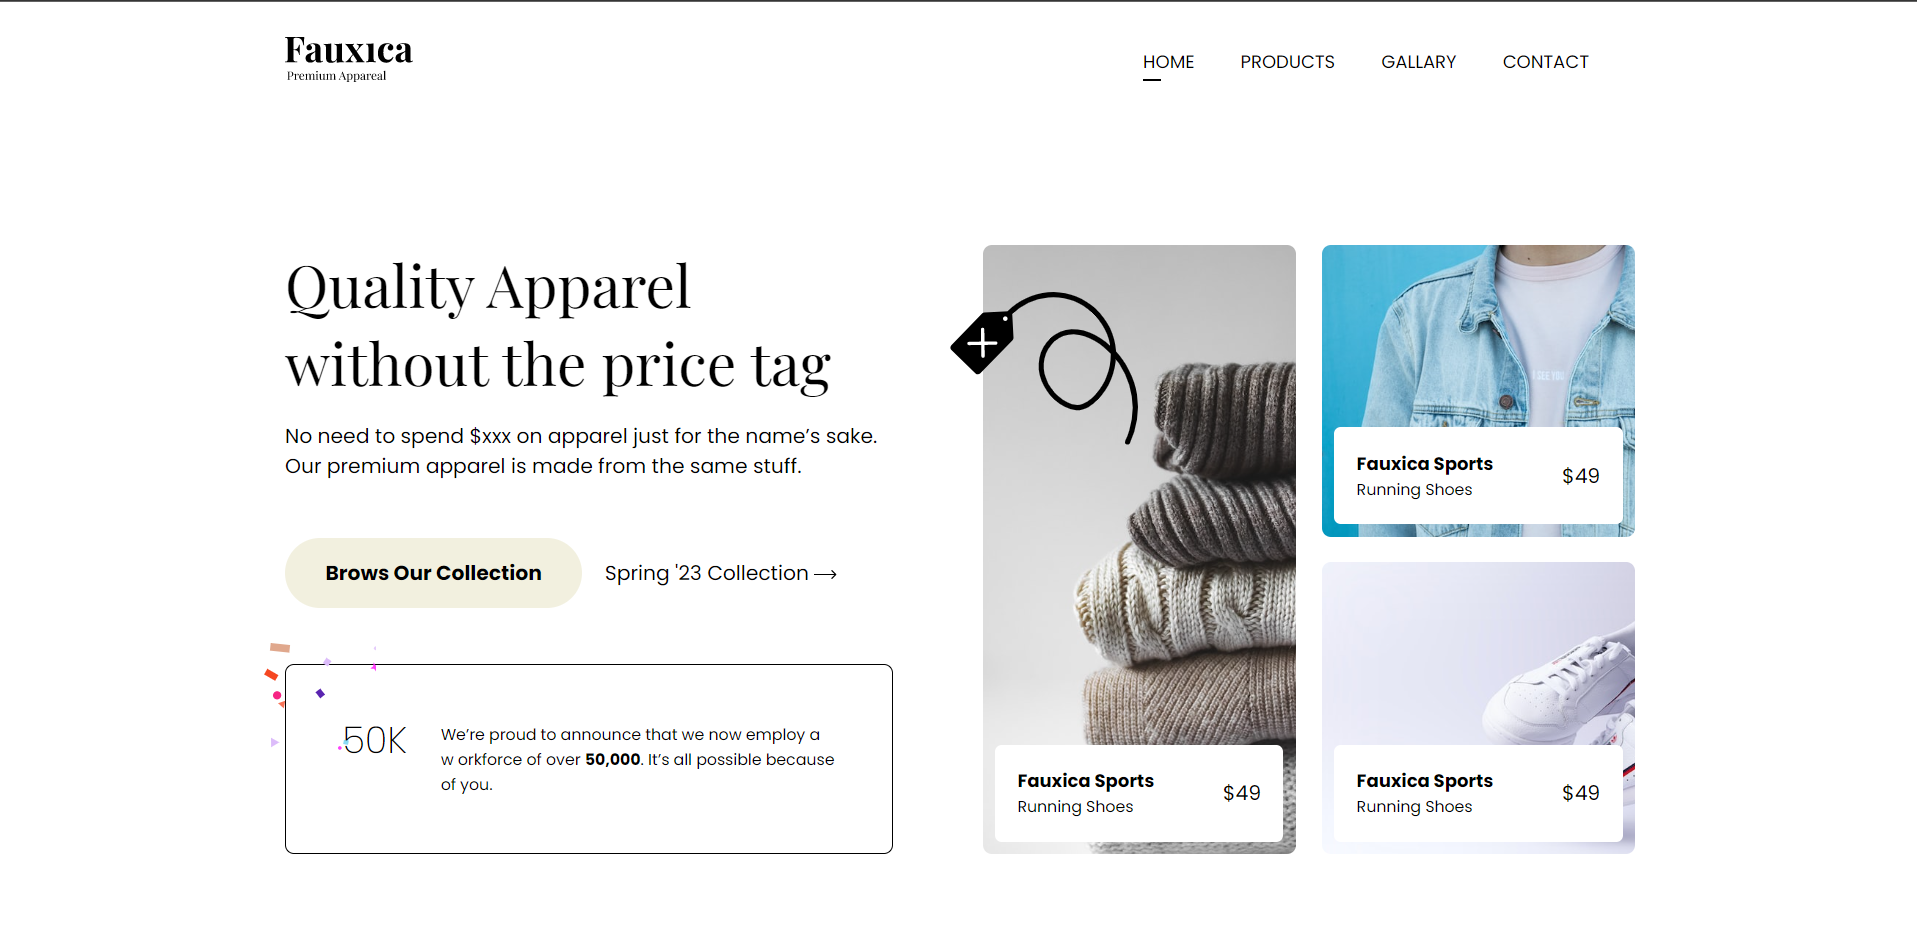 Fauxıca
Premium Appareal
HOME PRODUCTS GALLARY CONTACT
Quality Apparel
without the price tag
No need to spend $xxx on apparel just for the name’s sake.
Our premium apparel is made from the same stuff.
Brows Our Collection
Spring '23 Collection
50K
We’re proud to announce that we now employ a
w orkforce of over 50,000. It’s all possible because
of you.
Fauxica Sports
Running Shoes
$49
I SEE YOU
Fauxica Sports
Running Shoes
$49
Fauxica Sports
Running Shoes
$49